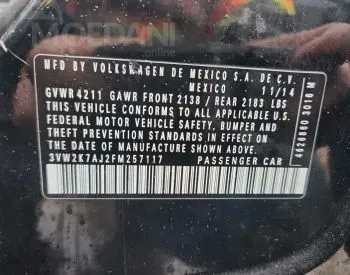 MOEDANI
MFD BY VOLKSWAGEN DE MEXICO S.A. DE C.V.
MEXICO 11/14
GVWR 4211 GAWR FRONT 2138 / REAR 2183 LBS
THIS VEHICLE CONFORMS TO ALL APPLICABLE U.S.
FEDERAL MOTOR VEHICLE SAFETY, BUMPER, AND
THEFT PREVENTION STANDARDS IN EFFECT ON
THE DATE OF MANUFACTURE SHOWN ABOVE.
3VW2K7AJ2FM257117 PASSENGER CAR